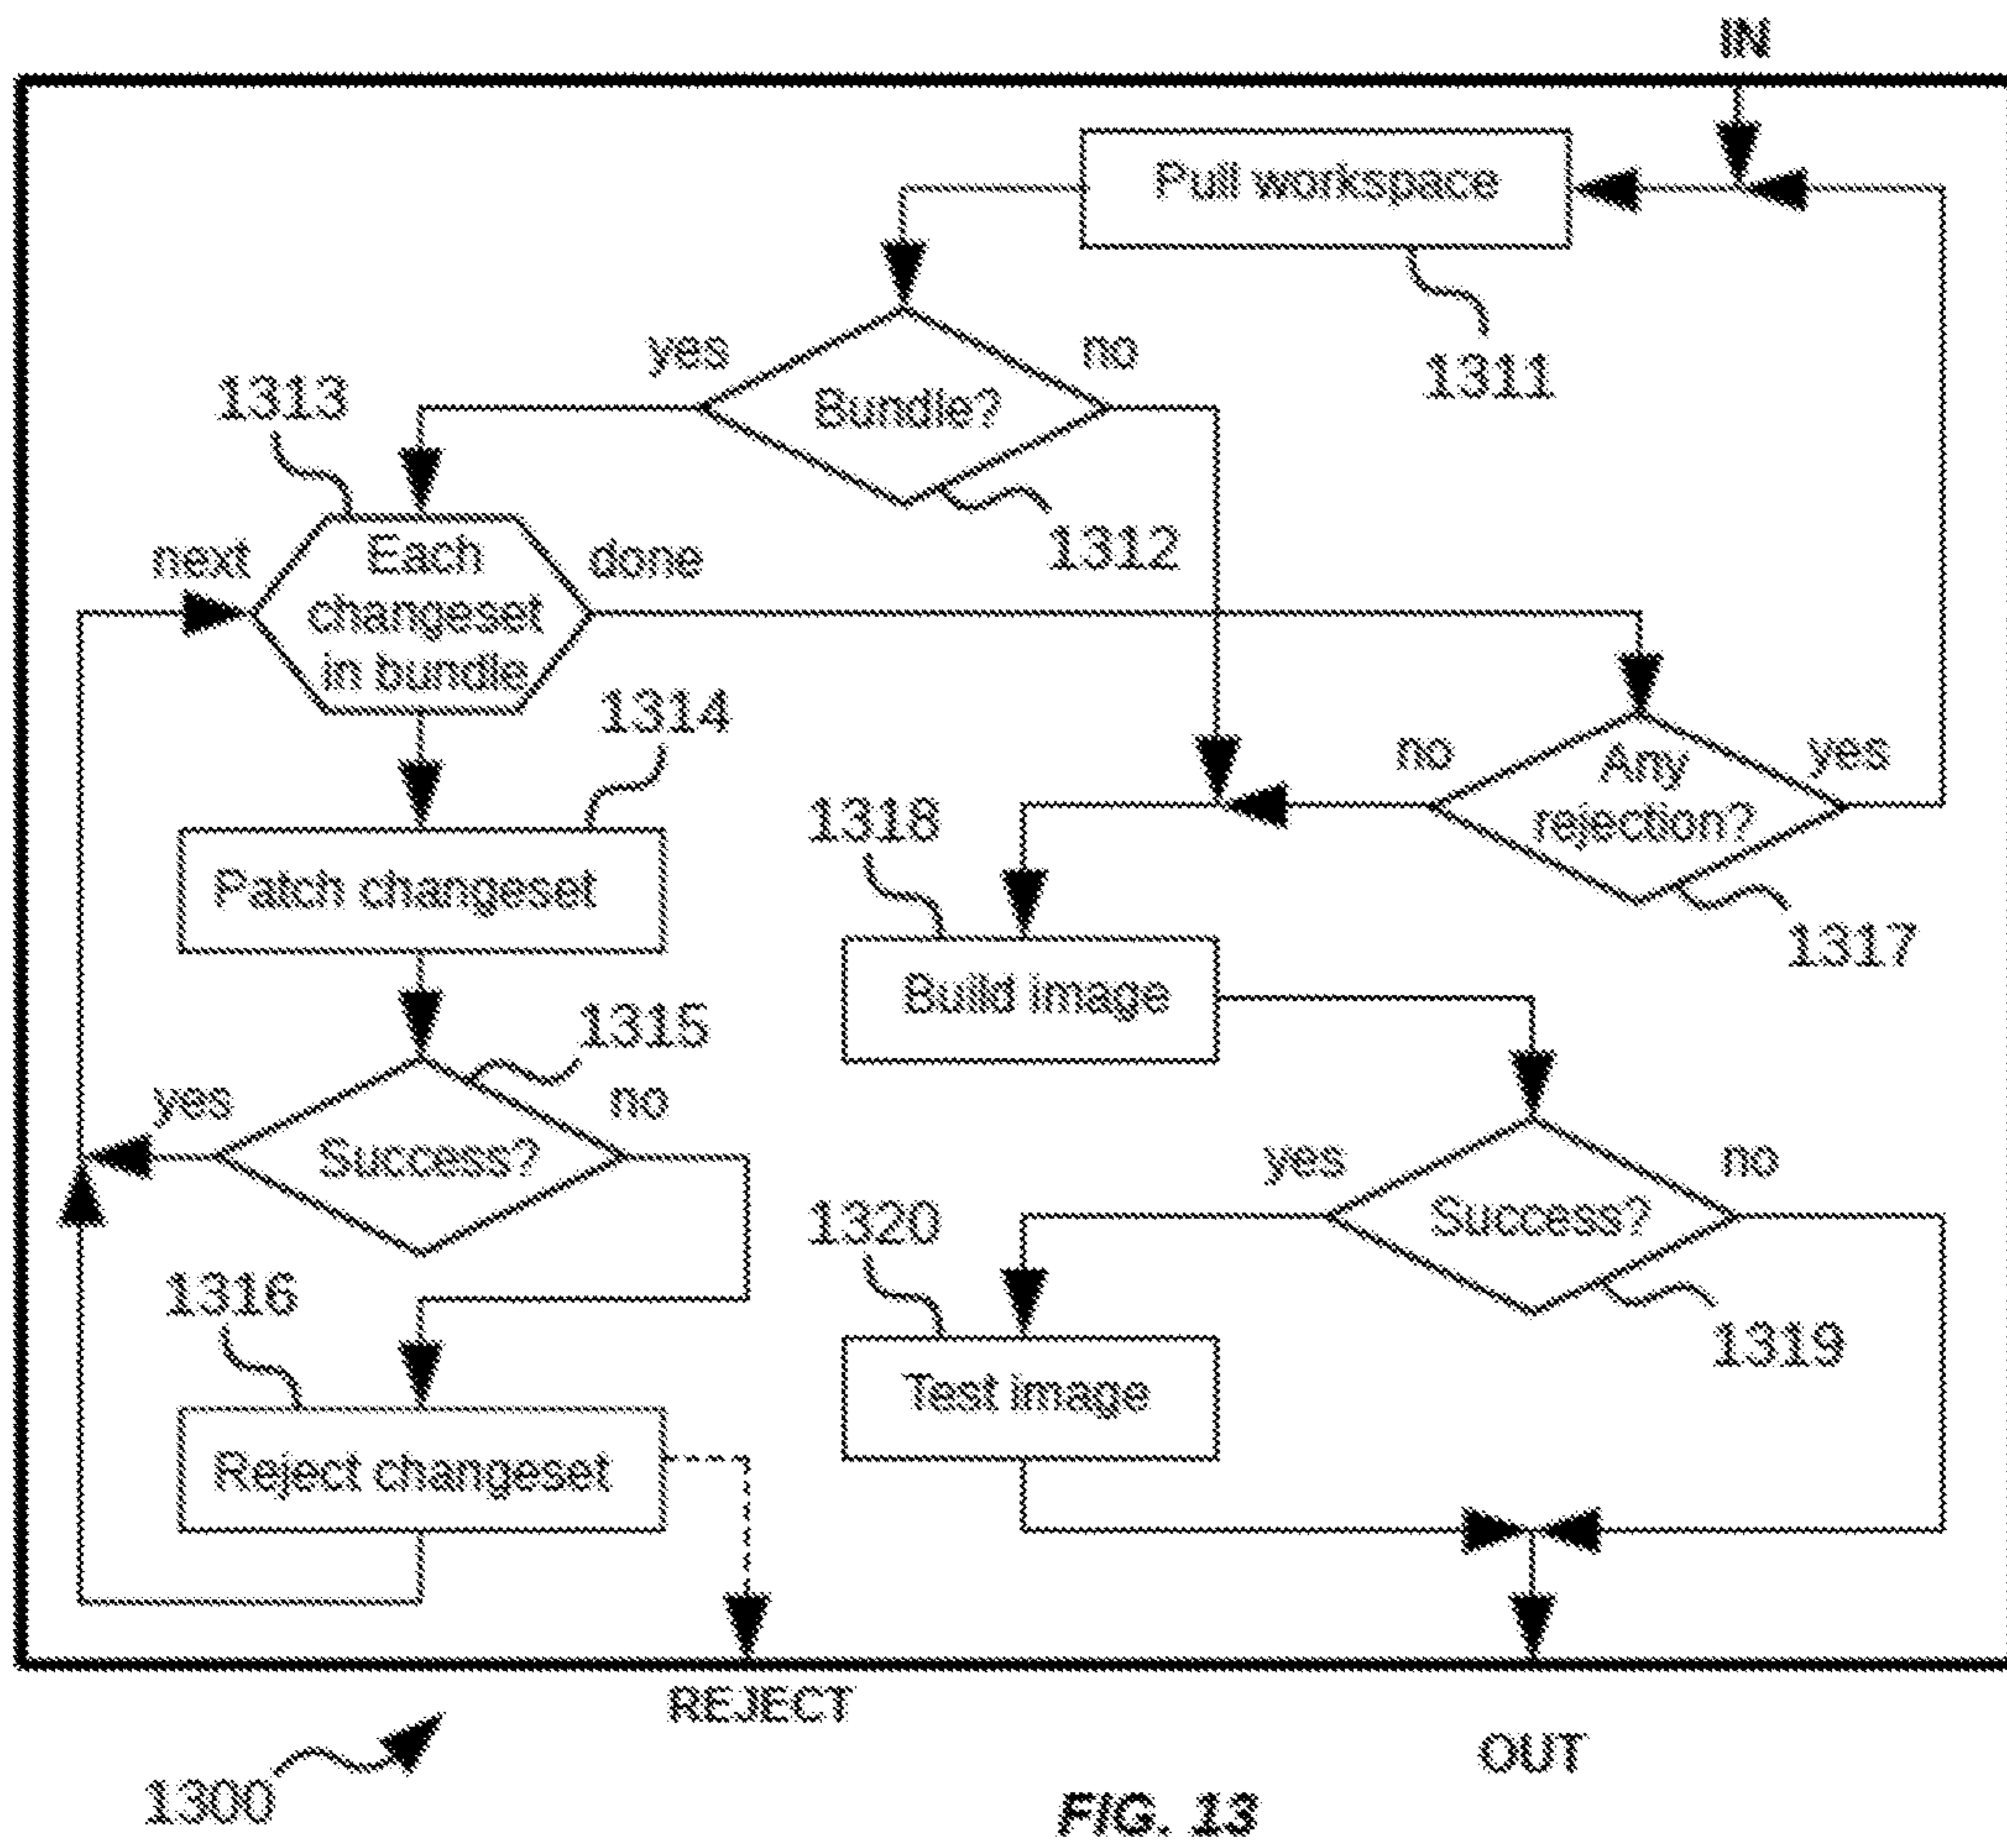 IN
Pull workspace
1311
yes
no
Bundle?
1312
1313
next
Each
done
changeset
in bundle
1314
no
Any
yes
rejection?
1317
1318
Patch changeset
Build image
1315
yes
no
Success?
yes
no
Success?
1319
1320
1316
Test image
Reject changeset
REJECT
OUT
1300
FIG. 13